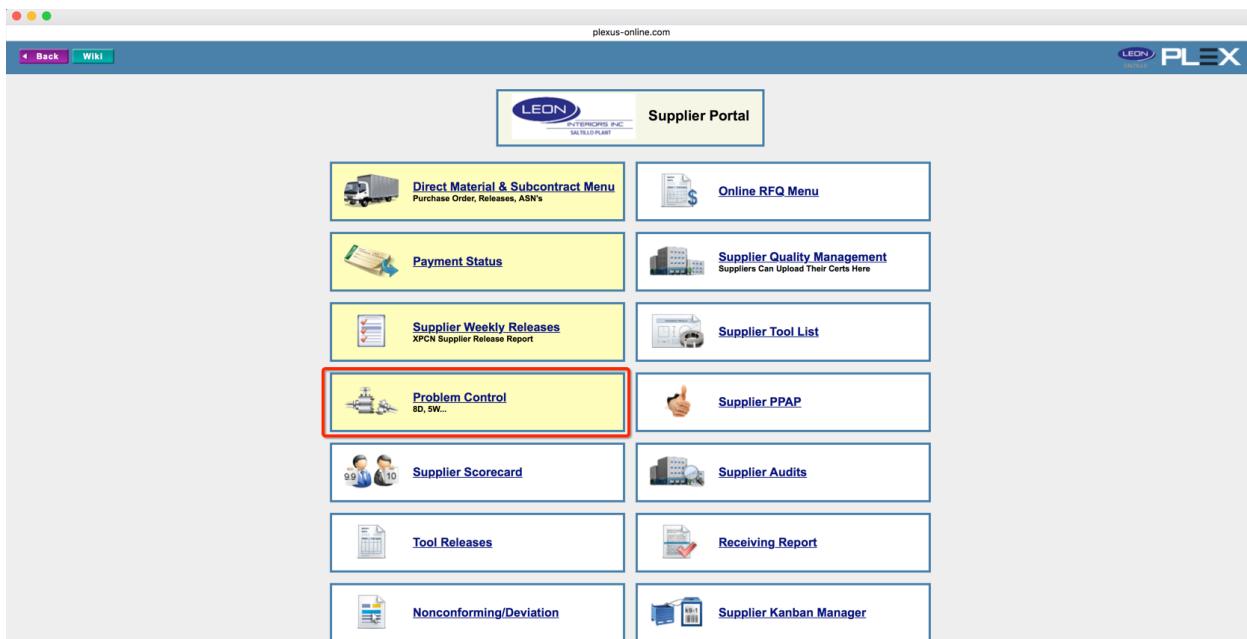 plexus-online.com
Back
Wiki
LEON
PLEX
LEON
INTERIORS INC
SALTILLO PLANT
Supplier Portal
Direct Material & Subcontract Menu
Purchase Order, Releases, ASN's
Online RFQ Menu
Payment Status
Supplier Quality Management
Suppliers Can Upload Their Certs Here
Supplier Weekly Releases
XPCN Supplier Release Report
Supplier Tool List
Problem Control
8D, 5W...
Supplier PPAP
99
10
Supplier Scorecard
Supplier Audits
Tool Releases
Receiving Report
Nonconforming/Deviation
Supplier Kanban Manager